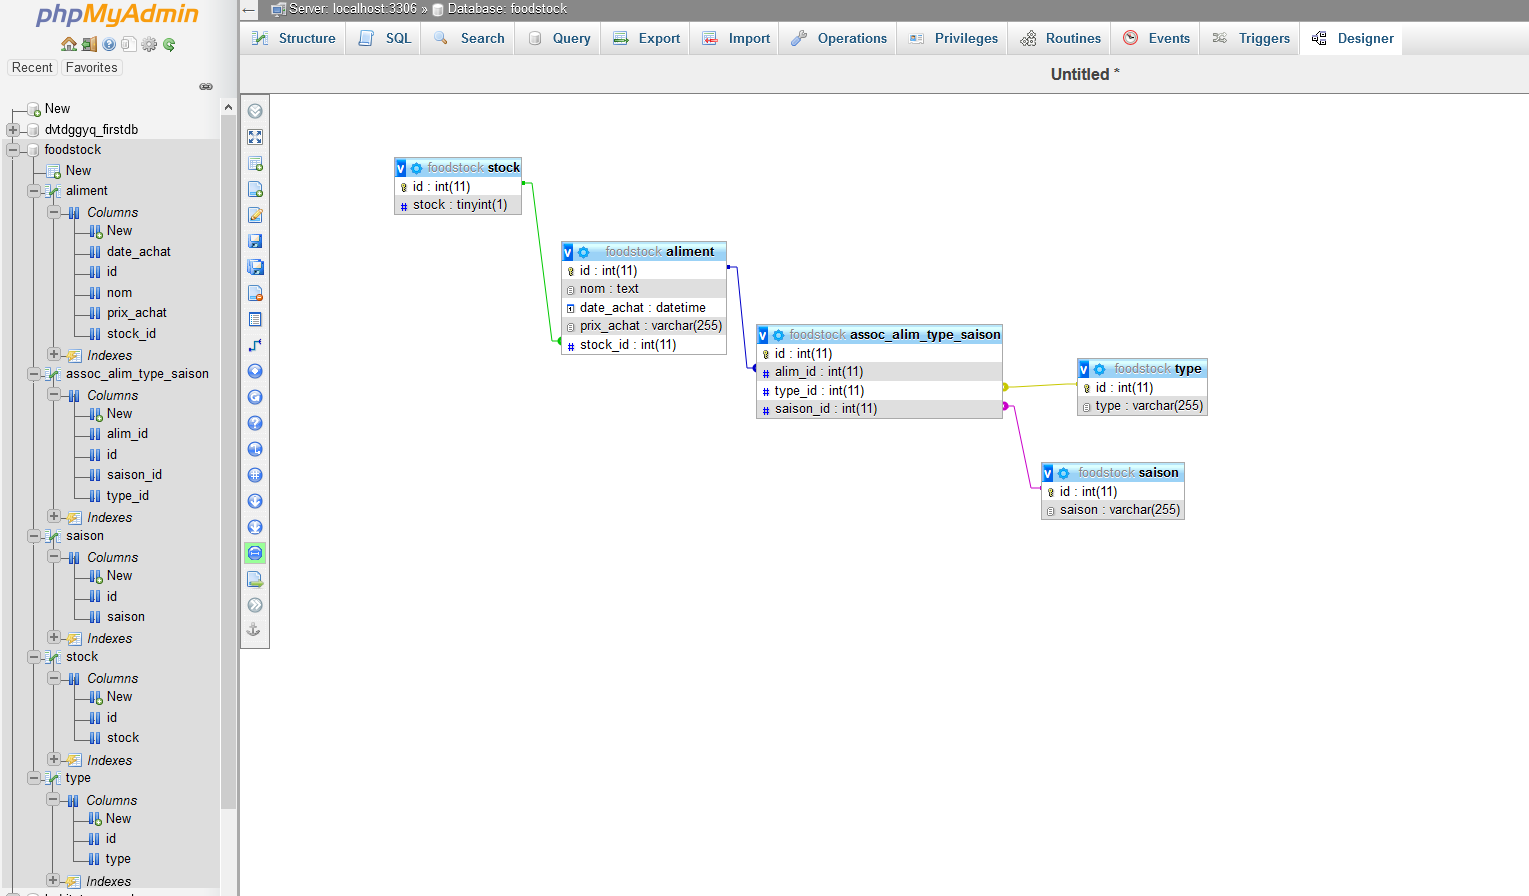 phpMyAdmin
Recent Favorites
New
dvtdggyq_firstdb
foodstock
New
aliment
Columns
New
date_achat
id
nom
prix_achat
stock_id
Indexes
assoc_alim_type_saison
Columns
New
alim_id
id
saison_id
type_id
Indexes
saison
Columns
New
id
saison
Indexes
stock
Columns
New
id
stock
Indexes
type
Columns
New
id
type
Indexes
Server: localhost:3306 » Database: foodstock
Structure SQL Search Query Export Import Operations Privileges Routines Events Triggers Designer
Untitled *
v foodstock stock
id : int(11)
# stock : tinyint(1)
v foodstock aliment
id : int(11)
nom : text
date_achat : datetime
prix_achat : varchar(255)
# stock_id : int(11)
v foodstock assoc_alim_type_saison
id : int(11)
# alim_id : int(11)
# type_id : int(11)
# saison_id : int(11)
v foodstock type
id : int(11)
type : varchar(255)
v foodstock saison
id : int(11)
saison : varchar(255)